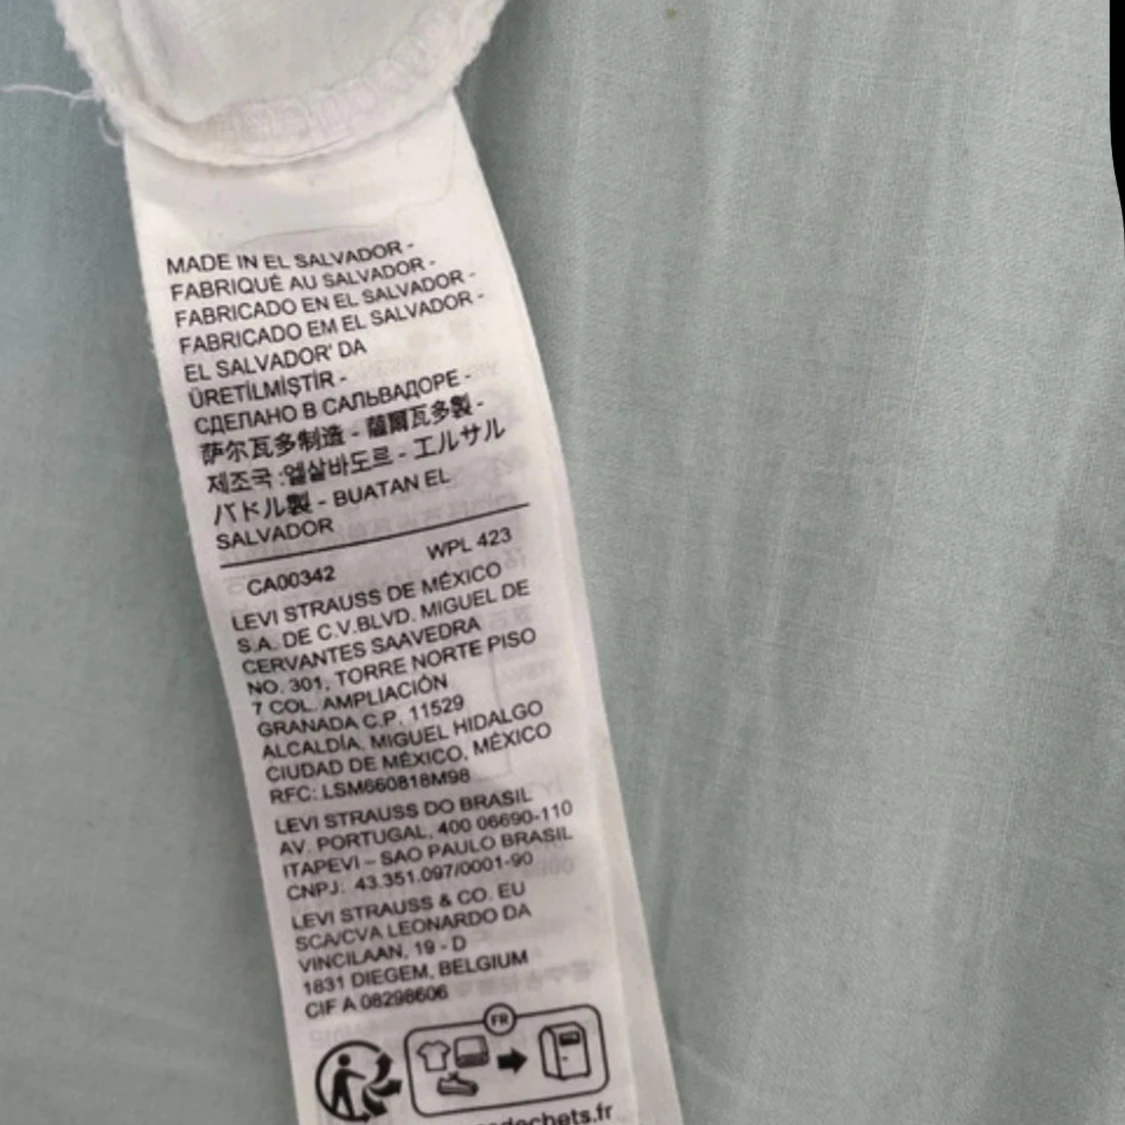 MADE IN EL SALVADOR -
FABRIQUÉ AU SALVADOR -
FABRICADO EN EL SALVADOR -
FABRICADO EM EL SALVADOR -
EL SALVADOR' DA
ÜRETİLMİŞTİR -
СДЕЛАНО В САЛЬВАДОРЕ -
萨尔瓦多制造 - 薩爾瓦多製 -
제조국 :엘살바도르 - エルサル
バドル製 - BUATAN EL
SALVADOR
CA00342 WPL 423
LEVI STRAUSS DE MÉXICO
S.A. DE C.V.BLVD. MIGUEL DE
CERVANTES SAAVEDRA
NO. 301, TORRE NORTE PISO
7 COL. AMPLIACIÓN
GRANADA C.P. 11529
ALCALDÍA, MIGUEL HIDALGO
CIUDAD DE MÉXICO, MÉXICO
RFC: LSM660818M98
LEVI STRAUSS DO BRASIL
AV. PORTUGAL, 400 06690-110
ITAPEVI – SAO PAULO BRASIL
CNPJ: 43.351.097/0001-90
LEVI STRAUSS & CO. EU
SCA/CVA LEONARDO DA
VINCILAAN, 19 - D
1831 DIEGEM, BELGIUM
CIF A 08298606
FR